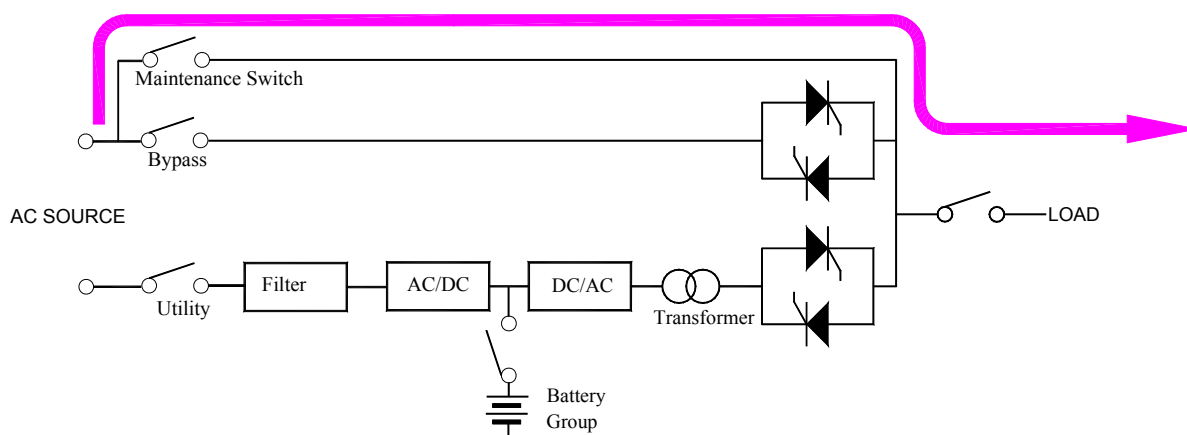 Maintenance Switch
Bypass
AC SOURCE
LOAD
Utility
Filter
AC/DC
DC/AC
Transformer
Battery
Group